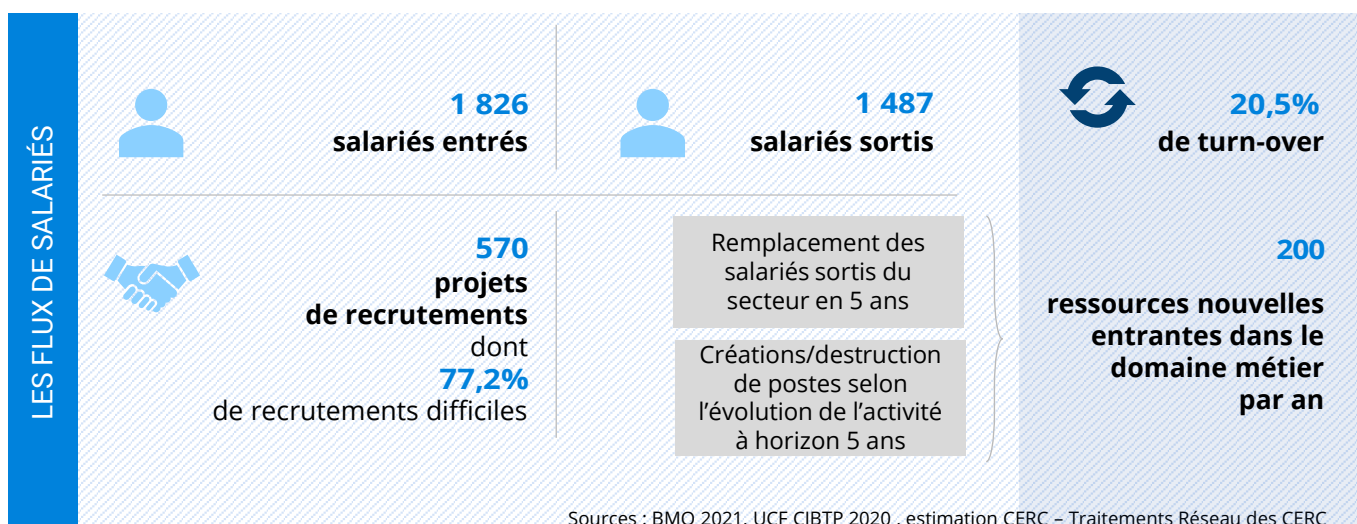 LES FLUX DE SALARIÉS
1 826
salariés entrés
1 487
salariés sortis
20,5%
de turn-over
570
projets
de recrutements
dont
77,2%
de recrutements difficiles
Remplacement des
salariés sortis du
secteur en 5 ans
Créations/destruction
de postes selon
l'évolution de l'activité
à horizon 5 ans
200
ressources nouvelles
entrantes dans le
domaine métier
par an
Sources : BMO 2021, UCF CIBTP 2020 , estimation CERC – Traitements Réseau des CERC